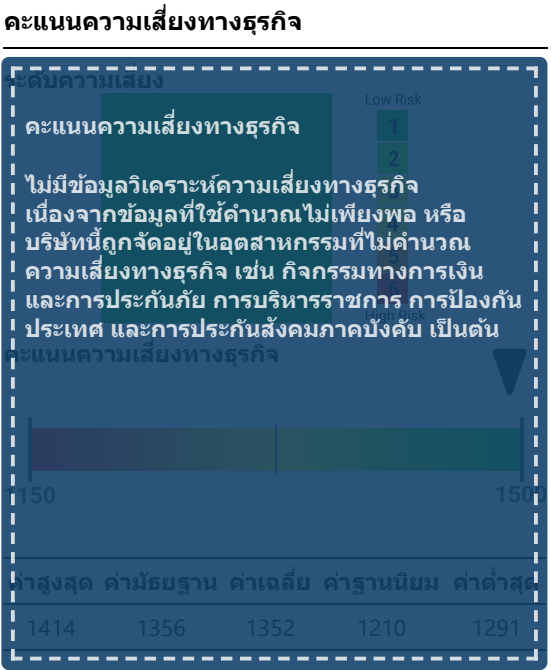 คะแนนความเสี่ยงทางธุรกิจ
ระดับความเสี่ยง
Low Risk
1
คะแนนความเสี่ยงทางธุรกิจ
2
ไม่มีข้อมูลวิเคราะห์ความเสี่ยงทางธุรกิจ
เนื่องจากข้อมูลที่ใช้คำนวณไม่เพียงพอ หรือ
บริษัทนี้ถูกจัดอยู่ในอุตสาหกรรมที่ไม่คำนวณ
ความเสี่ยงทางธุรกิจ เช่น กิจกรรมทางการเงิน
และการประกันภัย การบริหารราชการ การป้องกัน
ประเทศ และการประกันสังคมภาคบังคับ เป็นต้น
High Risk
คะแนนความเสี่ยงทางธุรกิจ
1150 1500
ค่าสูงสุด ค่ามัธยฐาน ค่าเฉลี่ย ค่าฐานนิยม ค่าต่ำสุด
1414 1356 1352 1210 1291